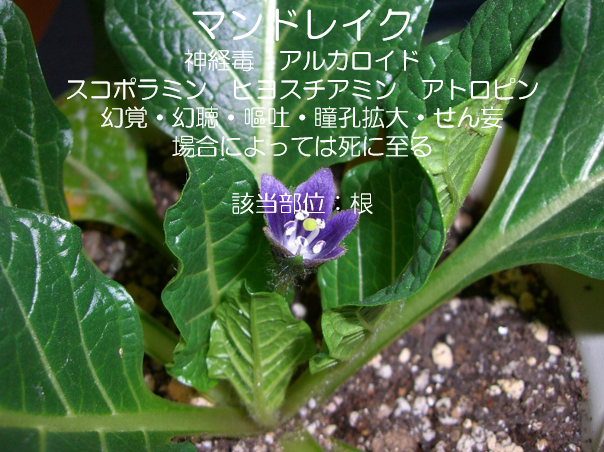 マンドレイク
神経毒 アルカロイド
スコポラミン ヒヨスチアミン アトロピン
幻覚・幻聴・嘔吐・瞳孔拡大・せん妄
場合によっては死に至る
該当部位：根